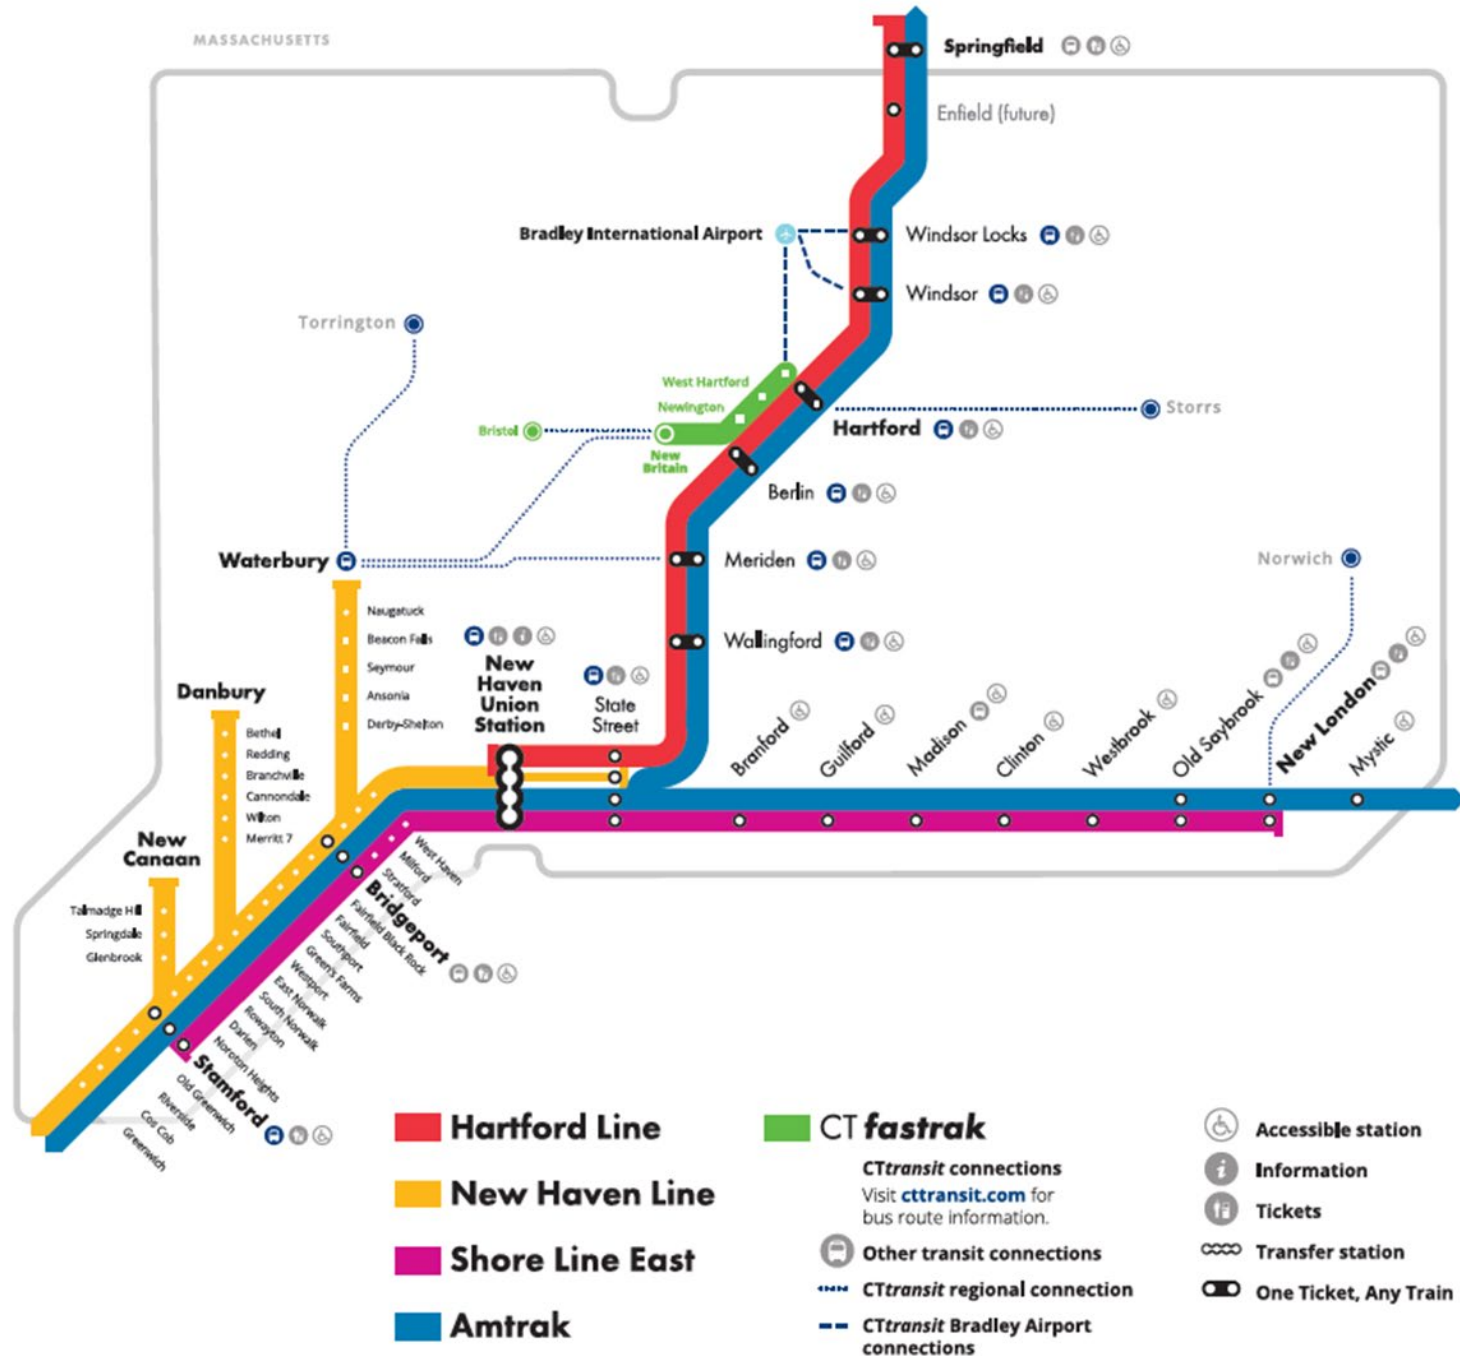 MASSACHUSETTS
Springfield
Enfield (future)
Bradley International Airport
Windsor Locks
Windsor
Torrington
West Hartford
Newington
Bristol
New
Britain
Storrs
Hartford
Berlin
Waterbury
Meriden
Norwich
Naugatuck
Beacon Falls
Seymour
Ansonia
Derby-Shelton
Wallingford
New
Haven
Union
Station
State
Street
Danbury
Bethel
Redding
Branchville
Cannondale
Wilton
Merritt 7
Branford
Guilford
Madison
Clinton
Westbrook
Old Saybrook
New London
Mystic
New
Canaan
Talmadge Hill
Springdale
Glenbrook
West Haven
Milford
Stratford
Bridgeport
Fairfield Black Rock
Fairfield
Southport
Green's Farms
Westport
East Norwalk
South Norwalk
Rowayton
Darien
Noroton Heights
Stamford
Old Greenwich
Riverside
Cos Cob
Greenwich
Hartford Line
New Haven Line
Shore Line East
Amtrak
CT fastrak
CTtransit connections
Visit cttransit.com for
bus route information.
Other transit connections
CTtransit regional connection
CTtransit Bradley Airport
connections
Accessible station
Information
Tickets
Transfer station
One Ticket, Any Train